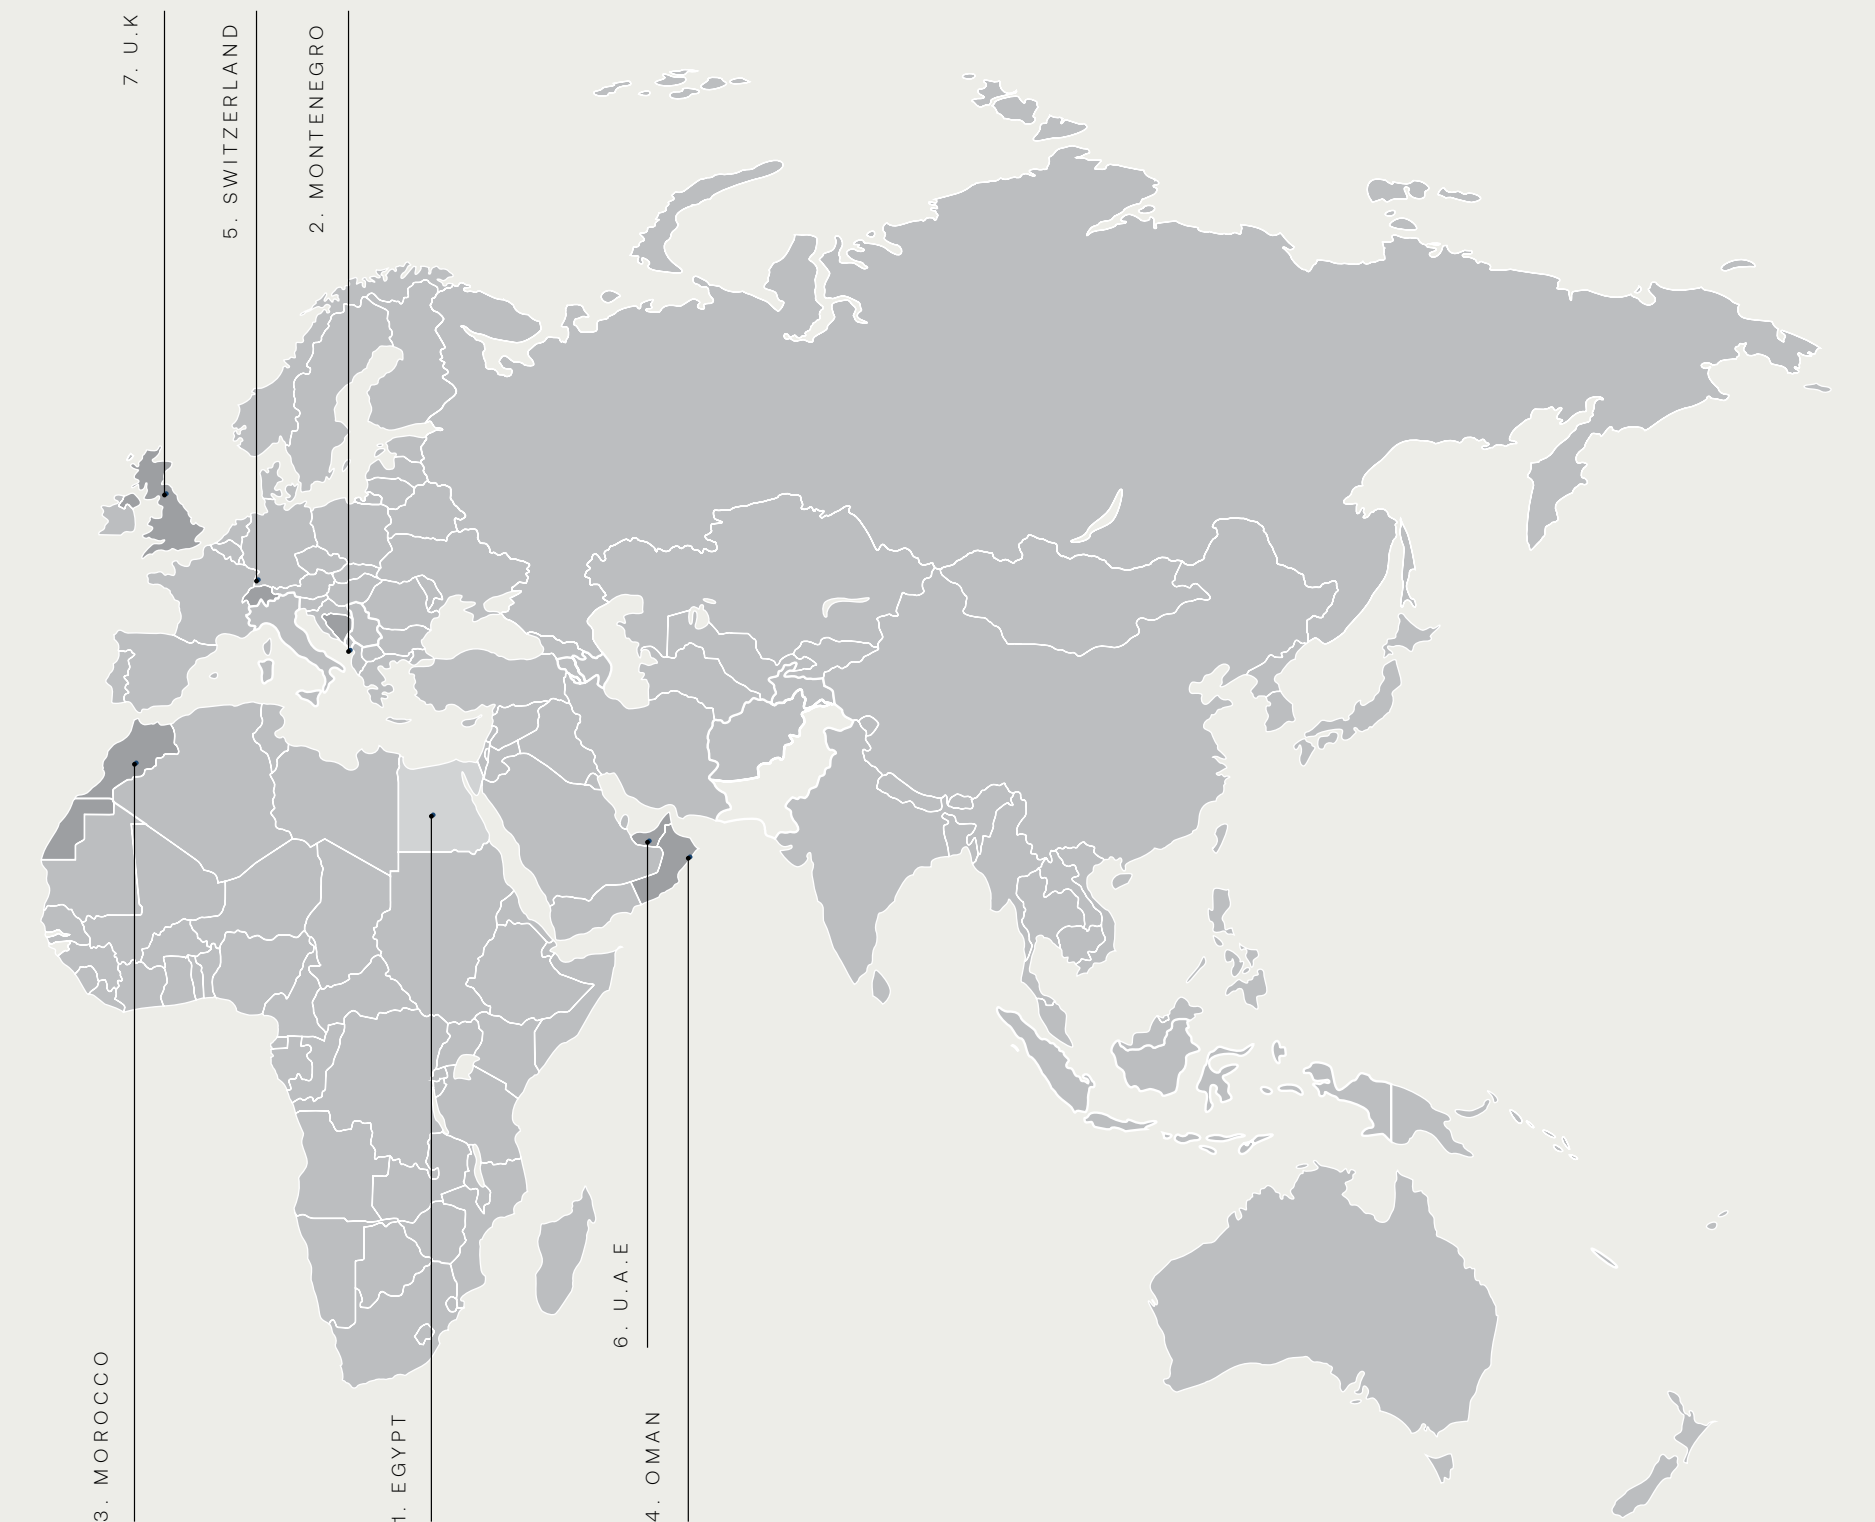 7. U.K
5. SWITZERLAND
2. MONTENEGRO
6. U.A.E
3. MOROCCO
1. EGYPT
4. OMAN